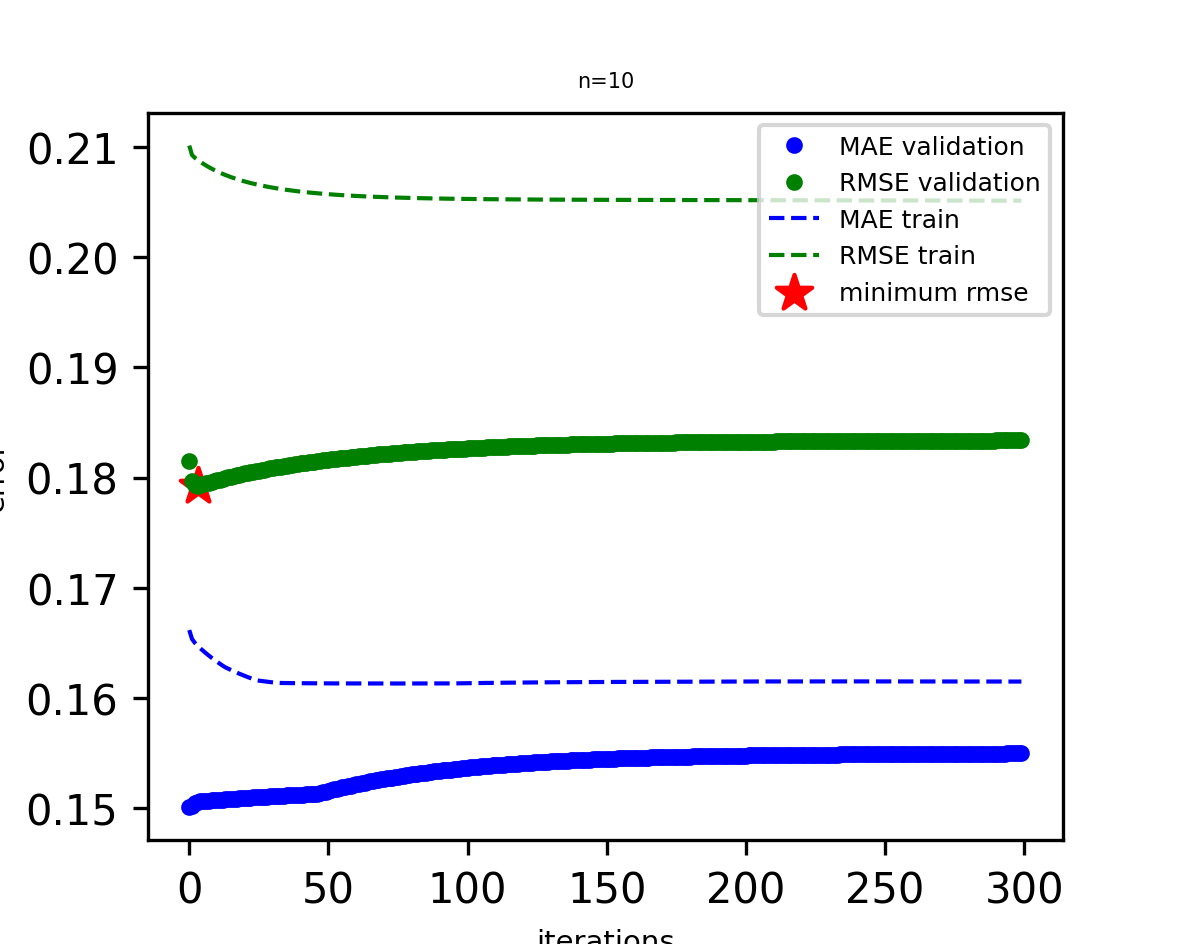 n=10
0.21
0.20
0.19
0.18
0.17
0.16
0.15
MAE validation
RMSE validation
MAE train
RMSE train
minimum rmse
0 50 100 150 200 250 300
iterations